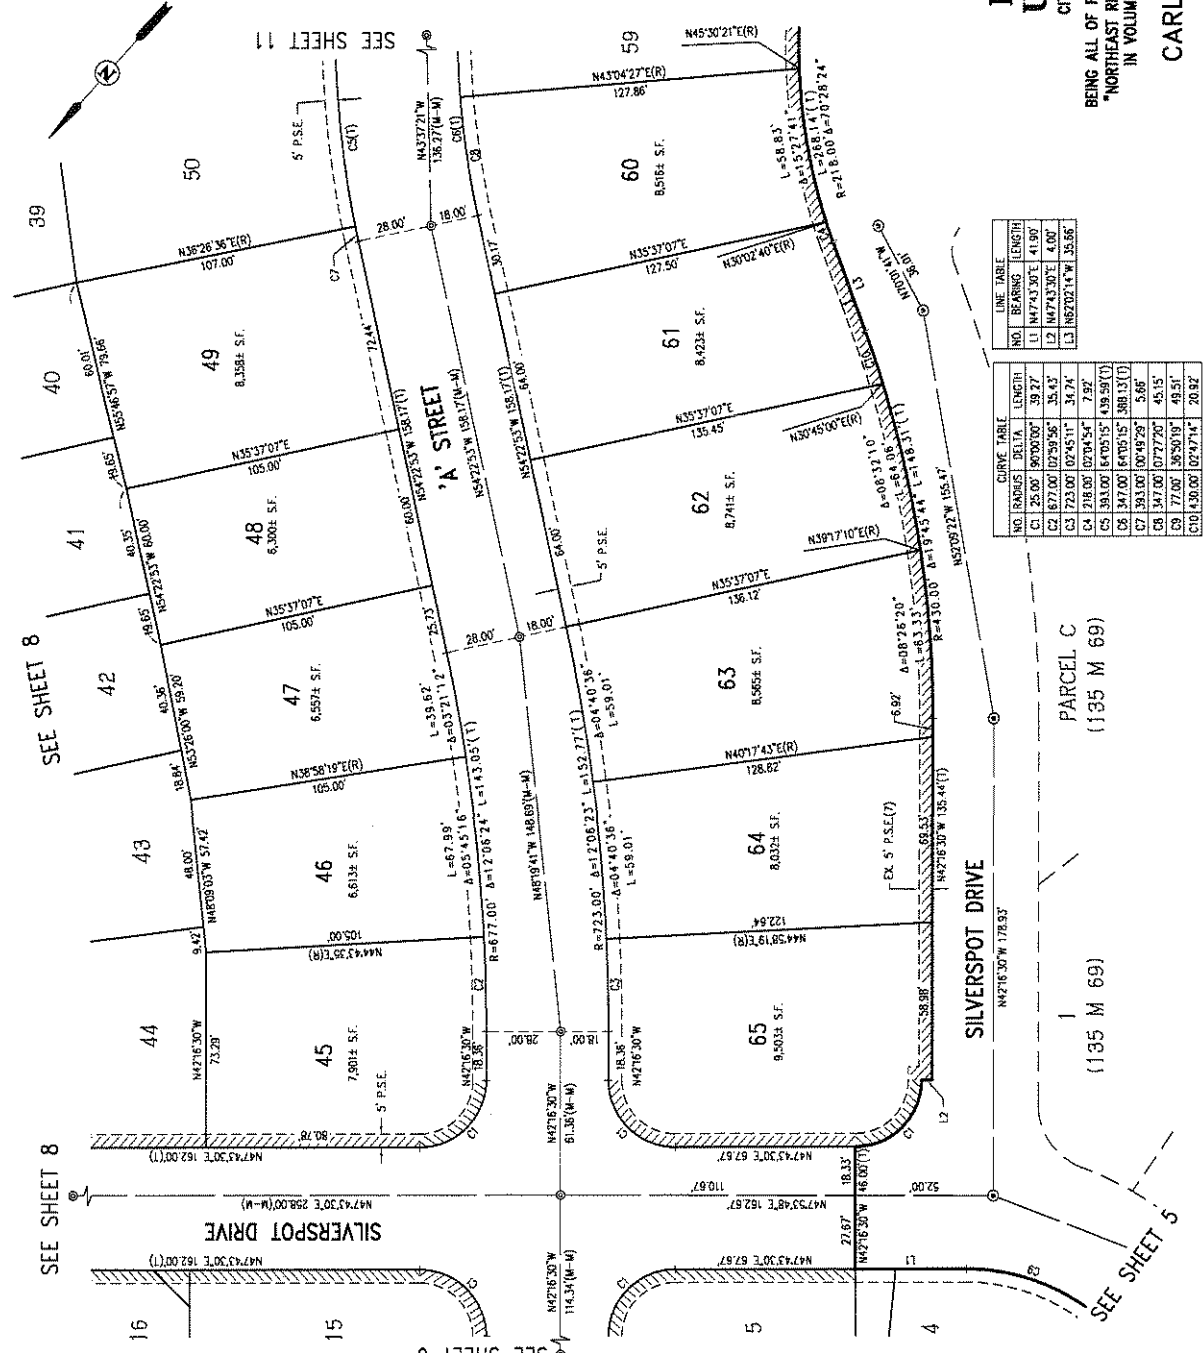 SEE SHEET 11
N
39
50
5' P.S.E.
C5(T)
N43°37'21"W
136.27'(M-M)
C6(T)
C8
59
N45°30'21"E(R)
N43°04'27"E(R)
127.86'
60
8,516± S.F.
L=58.83'
Δ=15°27'41"
L=268.14'(T)
R=218.00' Δ=70°28'24"
BEING ALL OF
"NORTHEAST
IN VOLUM
CARL
40
60.01'
N55°46'57"W 79.66'
N36°26'36"E(R)
107.00'
C7
28.00'
18.00'
49
8,358± S.F.
72.44'
30.17'
N35°37'07"E
127.50'
N30°02'40"E(R)
C4
L3
N70°01'41"W
36.01'
61
8,423± S.F.
64.00'
N54°22'53"W 158.17'(T)
'A' STREET
N54°22'53"W 158.17'(M-M)
N54°22'53"W 158.17'(T)
41
19.65'
40.35'
N54°22'53"W 60.00'
N35°37'07"E
105.00'
48
6,300± S.F.
60.00'
N35°37'07"E
135.45'
N30°45'00"E(R)
C10
62
8,741± S.F.
64.00'
Δ=08°32'10"
L=64.06'
Δ=19°45'44" L=148.31'(T)
R=430.00'
N39°17'10"E(R)
N52°09'22"W 155.47'
5' P.S.E.
SEE SHEET 8
42
19.65'
40.36'
N53°26'00"W 59.20'
N35°37'07"E
105.00'
47
6,557± S.F.
25.73'
28.00'
18.00'
L=39.62'
Δ=03°21'12"
N35°37'07"E
136.12'
63
8,565± S.F.
Δ=04°40'36"
L=59.01'
Δ=08°26'20"
L=63.33'
6.92'
PARCEL C
(135 M 69)
43
18.84'
48.00'
N48°09'03"W 57.42'
N38°58'19"E(R)
105.00'
46
6,613± S.F.
L=67.99'
Δ=05°45'16"
R=677.00' Δ=12°06'24" L=143.05'(T)
N48°19'41"W 148.69'(M-M)
R=723.00' Δ=12°06'23" L=152.77'(T)
Δ=04°40'36"
L=59.01'
N40°17'43"E(R)
128.62'
64
8,032± S.F.
EX. 5' P.S.E.(7)
69.53'
N42°16'30"W 135.44'(T)
44
9.42'
N42°16'30"W
73.29'
N44°43'35"E(R)
105.00'
45
7,901± S.F.
C2
N42°16'30"W
18.36'
28.00'
18.00'
C3
18.36'
N42°16'30"W
N44°58'19"E(R)
122.64'
65
9,503± S.F.
58.98'
SILVERSPOT DRIVE
N42°16'30"W 178.93'
1
(135 M 69)
5' P.S.E.
80.78'
C1
C1
C1
L2
SEE SHEET 8
N47°43'30"E 162.00'(T)
N47°43'30"E 258.00'(M-M)
SILVERSPOT DRIVE
N47°43'30"E 162.00'(T)
N42°16'30"W
61.36'(M-M)
N47°43'30"E 67.67'
110.67'
N47°53'48"E 162.67'
N47°43'30"E 67.67'
18.33'
27.67'
N42°16'30"W 46.00'(T)
52.00'
16
15
C1
N42°16'30"W
114.34'(M-M)
C1
5
4
L1
SEE SHEET 5
LINE TABLE
NO. BEARING LENGTH
L1 N47°43'30"E 41.90'
L2 N47°43'30"E 4.00'
L3 N62°02'14"W 35.66'
CURVE TABLE
NO. RADIUS DELTA LENGTH
C1 25.00' 90°00'00" 39.27'
C2 677.00' 02°59'56" 35.43'
C3 723.00' 02°45'11" 34.74'
C4 218.00' 02°04'54" 7.92'
C5 393.00' 64°05'15" 439.59'(T)
C6 347.00' 64°05'15" 388.13'(T)
C7 393.00' 00°49'29" 5.66'
C8 347.00' 07°27'20" 45.15'
C9 77.00' 36°50'19" 49.51'
C10 430.00' 02°47'14" 20.92'